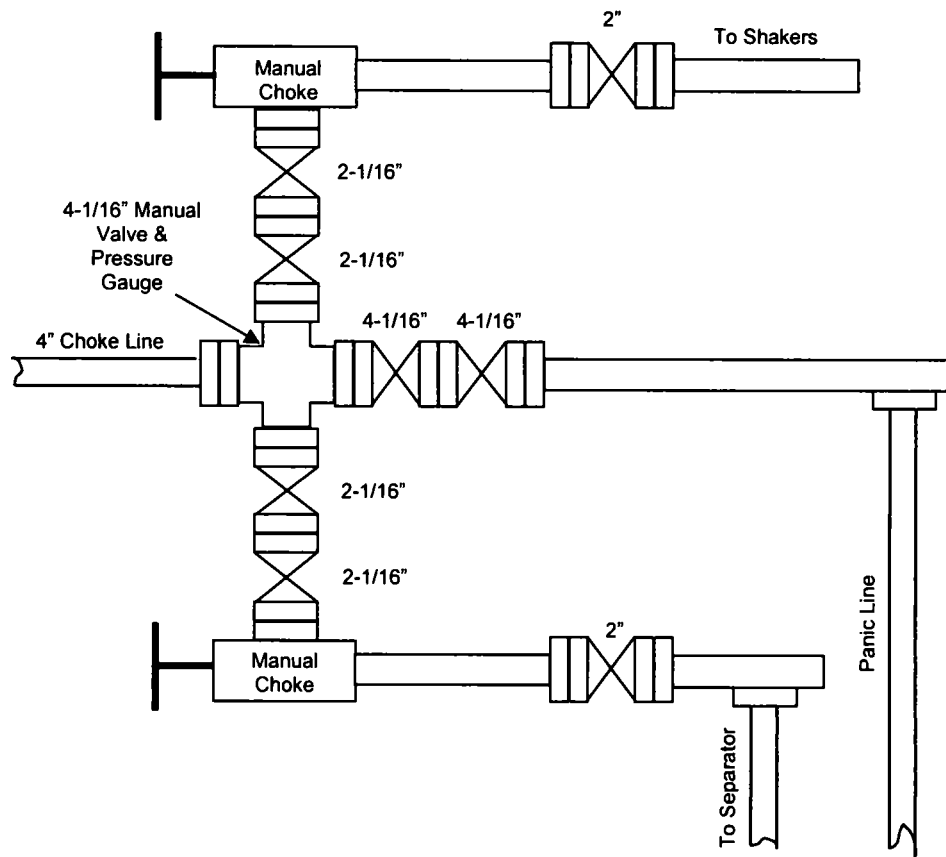 2"
To Shakers
Manual
Choke
2-1/16"
4-1/16" Manual
Valve &
Pressure
Gauge
2-1/16"
4" Choke Line
4-1/16"
4-1/16"
2-1/16"
2-1/16"
Manual
Choke
2"
To Separator
Panic Line